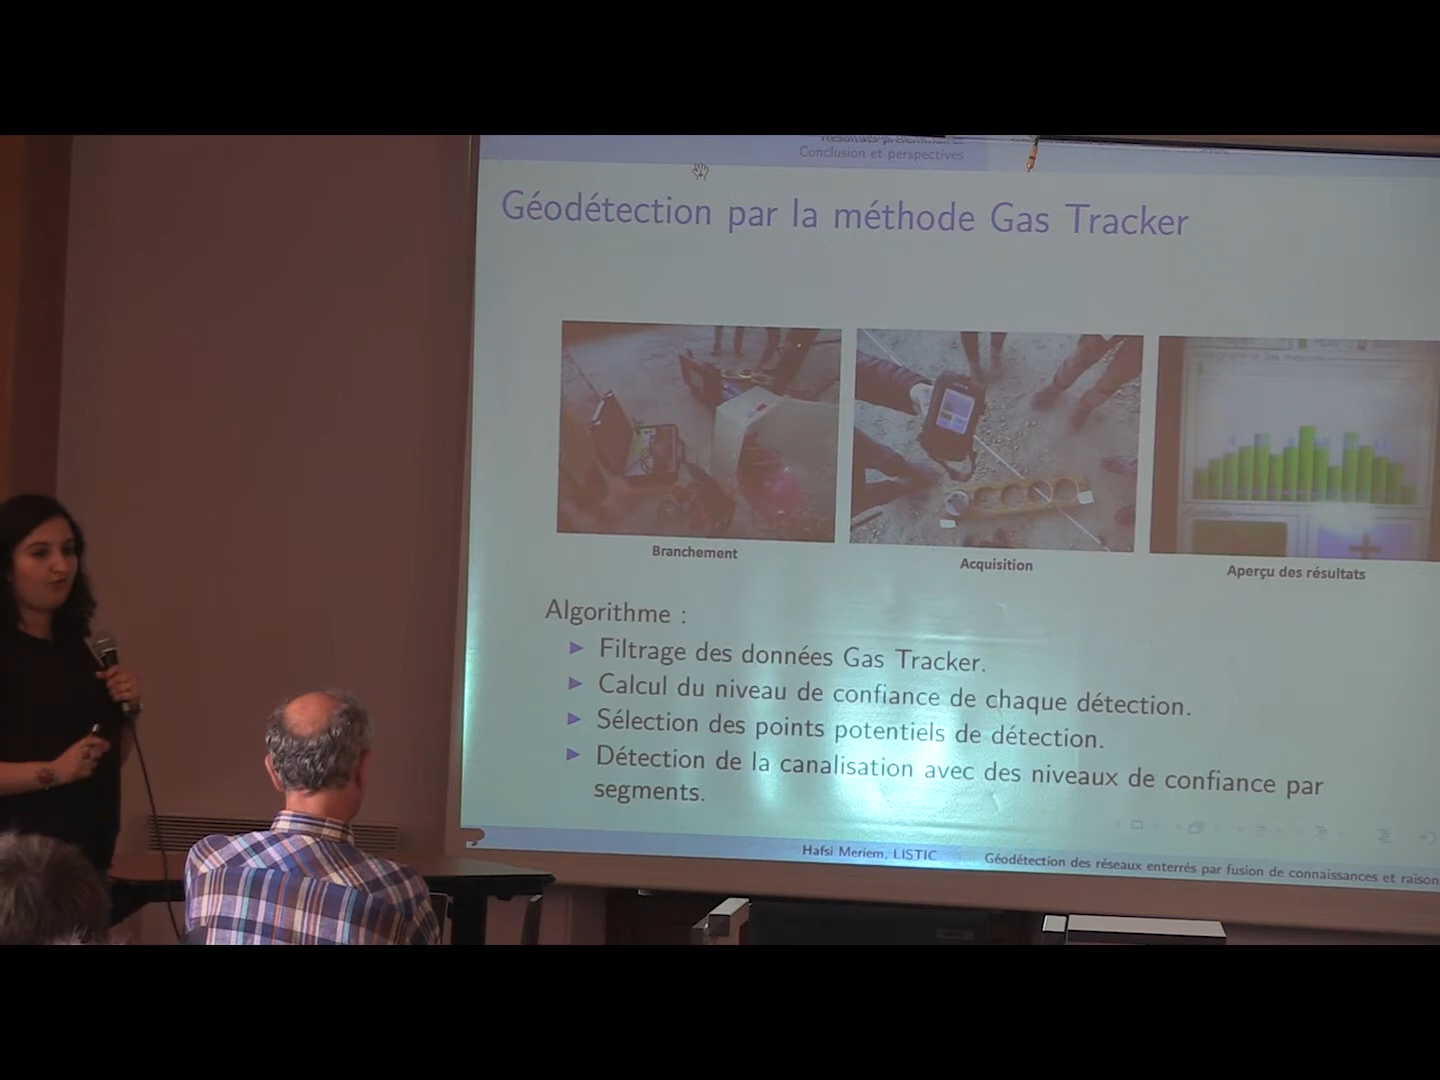 Conclusion et perspectives
Géodétection par la méthode Gas Tracker
Branchement
Acquisition
Aperçu des résultats
Algorithme :
Filtrage des données Gas Tracker.
Calcul du niveau de confiance de chaque détection.
Sélection des points potentiels de détection.
Détection de la canalisation avec des niveaux de confiance par
segments.
Hafsi Meriem, LISTIC
Géodétection des réseaux enterrés par fusion de connaissances et raison